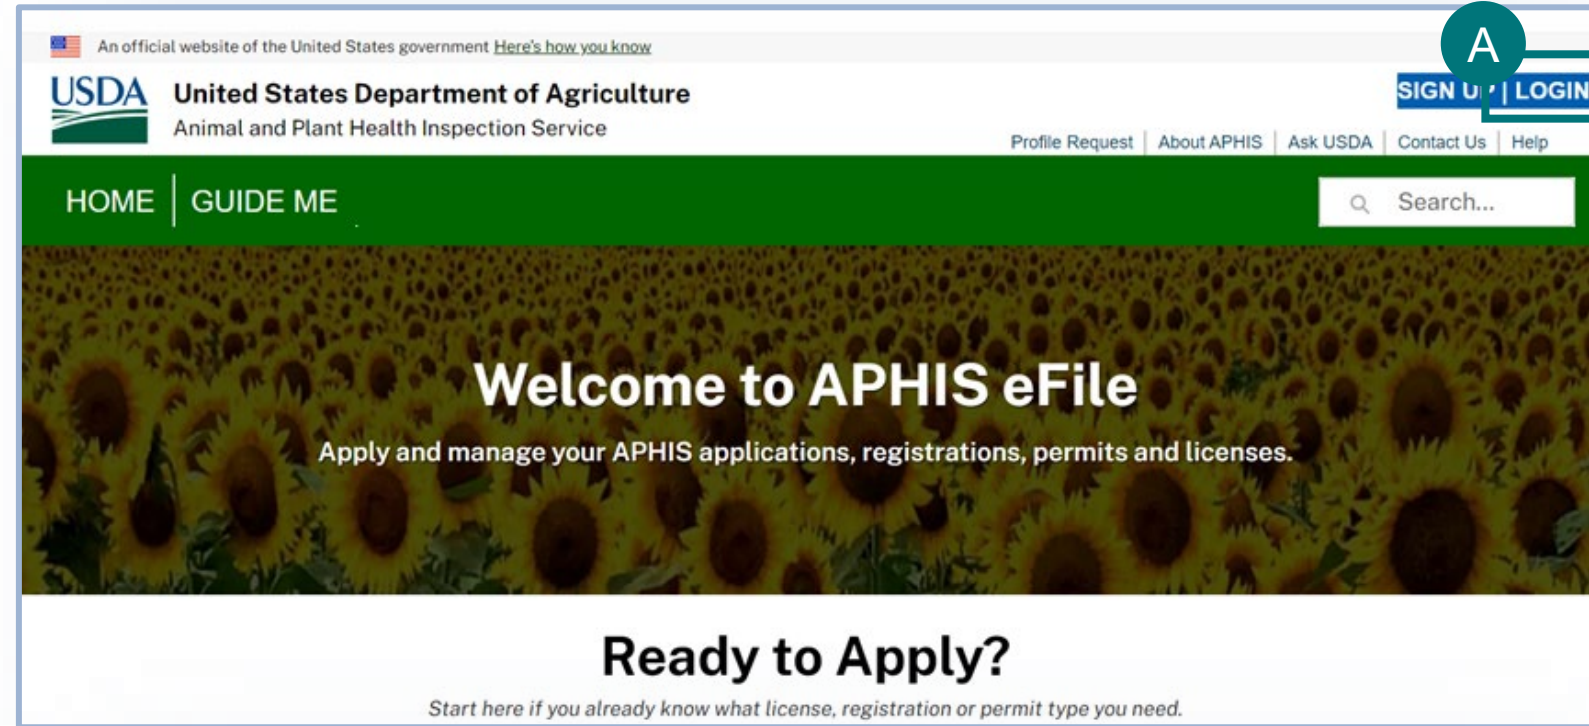 An official website of the United States government Here's how you know
A
USDA
United States Department of Agriculture
Animal and Plant Health Inspection Service
SIGN UP | LOGIN
Profile Request | About APHIS | Ask USDA | Contact Us | Help
HOME | GUIDE ME
Search...
Welcome to APHIS eFile
Apply and manage your APHIS applications, registrations, permits and licenses.
Ready to Apply?
Start here if you already know what license, registration or permit type you need.